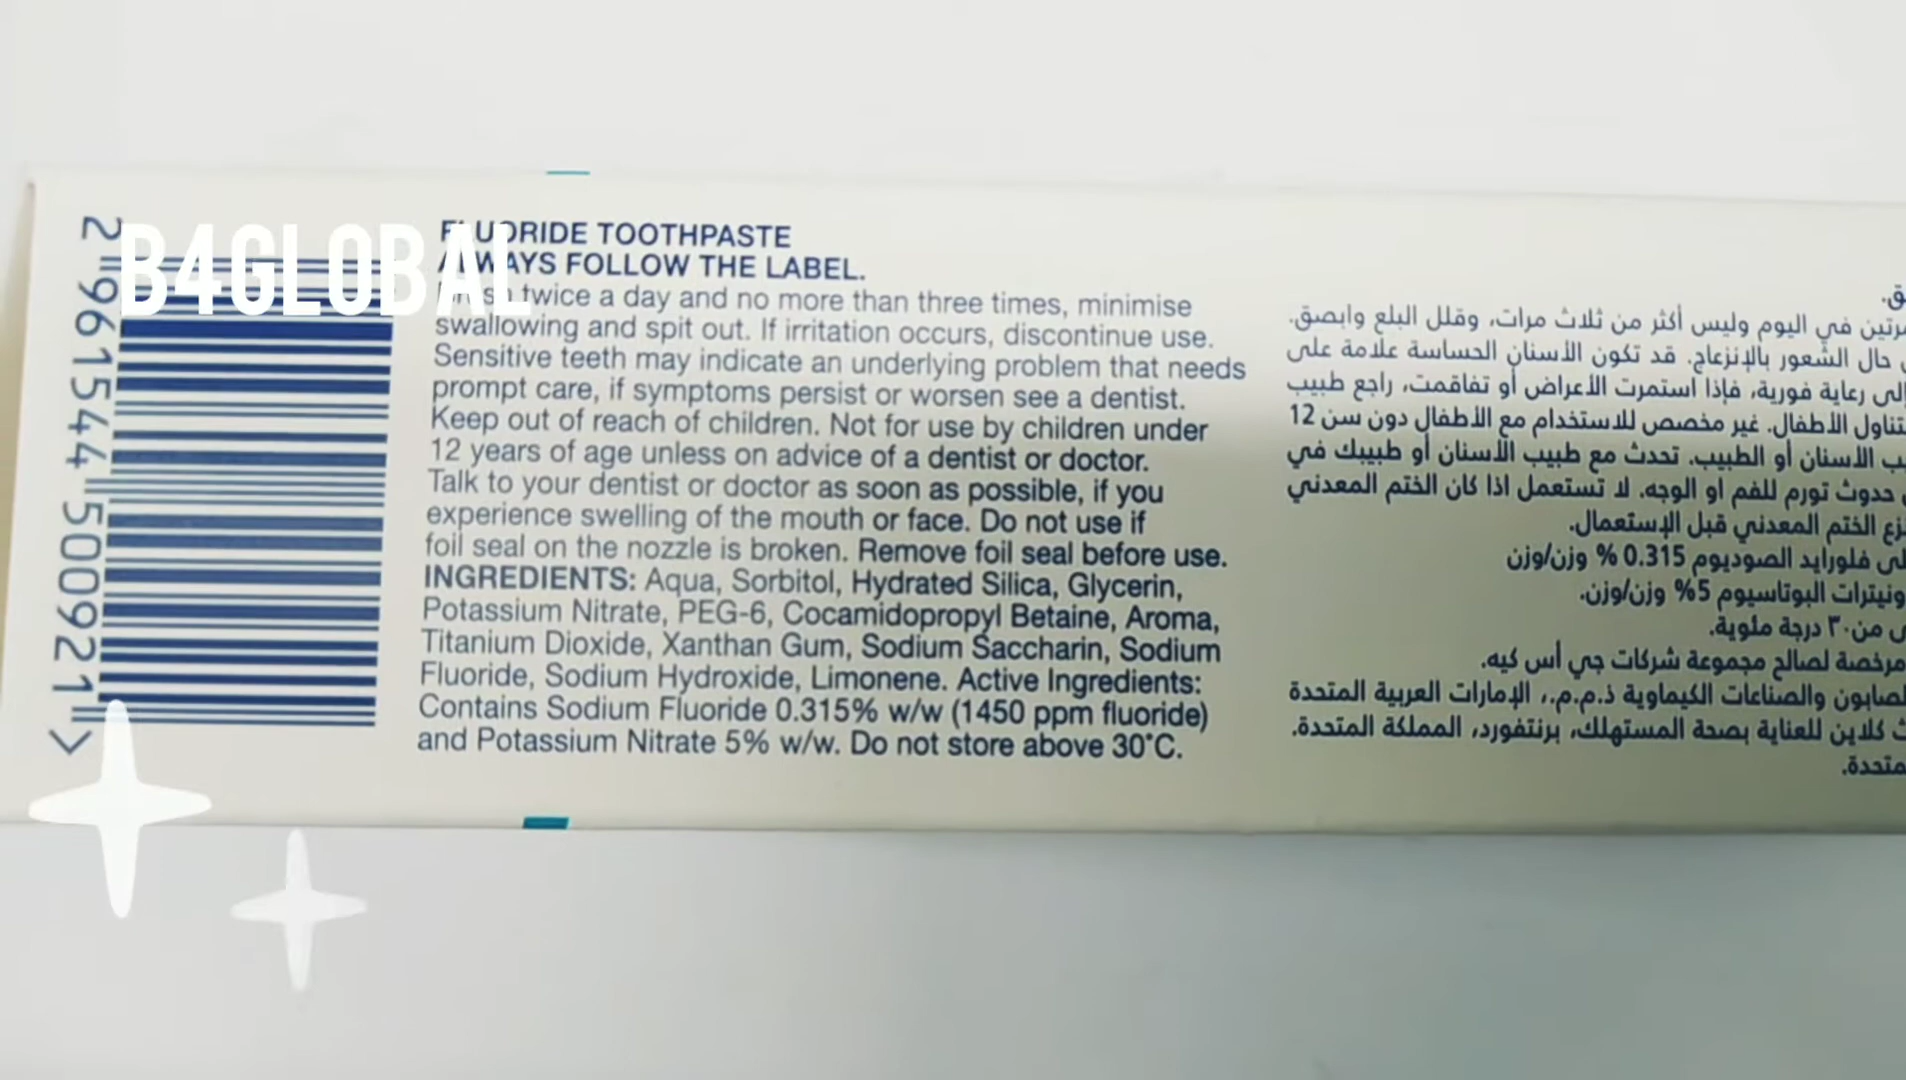 B4GLOBAL
2 961544 500921 >
FLUORIDE TOOTHPASTE
ALWAYS FOLLOW THE LABEL.
Brush twice a day and no more than three times, minimise
swallowing and spit out. If irritation occurs, discontinue use.
Sensitive teeth may indicate an underlying problem that needs
prompt care, if symptoms persist or worsen see a dentist.
Keep out of reach of children. Not for use by children under
12 years of age unless on advice of a dentist or doctor.
Talk to your dentist or doctor as soon as possible, if you
experience swelling of the mouth or face. Do not use if
foil seal on the nozzle is broken. Remove foil seal before use.
INGREDIENTS: Aqua, Sorbitol, Hydrated Silica, Glycerin,
Potassium Nitrate, PEG-6, Cocamidopropyl Betaine, Aroma,
Titanium Dioxide, Xanthan Gum, Sodium Saccharin, Sodium
Fluoride, Sodium Hydroxide, Limonene. Active Ingredients:
Contains Sodium Fluoride 0.315% w/w (1450 ppm fluoride)
and Potassium Nitrate 5% w/w. Do not store above 30°C.
في اليوم وليس أكثر من ثلاث مرات، وقلل البلع وابصق.
حال الشعور بالإنزعاج. قد تكون الأسنان الحساسة علامة على
رعاية فورية، فإذا استمرت الأعراض أو تفاقمت، راجع طبيب
الأطفال. غير مخصص للاستخدام مع الأطفال دون سن 12
الأسنان أو الطبيب. تحدث مع طبيب الأسنان أو طبيبك في
حدوث تورم للفم او الوجه. لا تستعمل اذا كان الختم المعدني
الختم المعدني قبل الإستعمال.
فلورايد الصوديوم 0.315 % وزن/وزن
ونيترات البوتاسيوم 5% وزن/وزن.
من ٣٠ درجة مئوية.
مرخصة لصالح مجموعة شركات جي أس كيه.
والصناعات الكيماوية ذ.م.م.، الإمارات العربية المتحدة
كلاين للعناية بصحة المستهلك، برنتفورد، المملكة المتحدة.